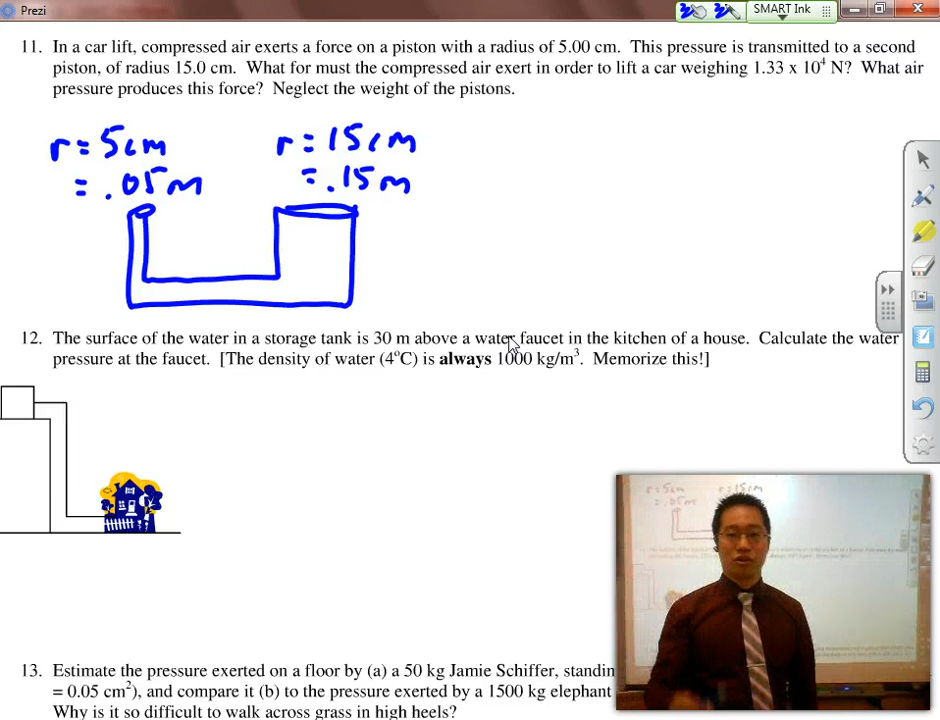 Prezi
SMART Ink
11. In a car lift, compressed air exerts a force on a piston with a radius of 5.00 cm. This pressure is transmitted to a second
piston, of radius 15.0 cm. What for must the compressed air exert in order to lift a car weighing 1.33 x 10⁴ N? What air
pressure produces this force? Neglect the weight of the pistons.
r = 5cm
= .05m
r = 15cm
= .15m
12. The surface of the water in a storage tank is 30 m above a water faucet in the kitchen of a house. Calculate the water
pressure at the faucet. [The density of water (4°C) is always 1000 kg/m³. Memorize this!]
13. Estimate the pressure exerted on a floor by (a) a 50 kg Jamie Schiffer, standin
= 0.05 cm²), and compare it (b) to the pressure exerted by a 1500 kg elephant
Why is it so difficult to walk across grass in high heels?
r=5cm
=.05m
r=15cm